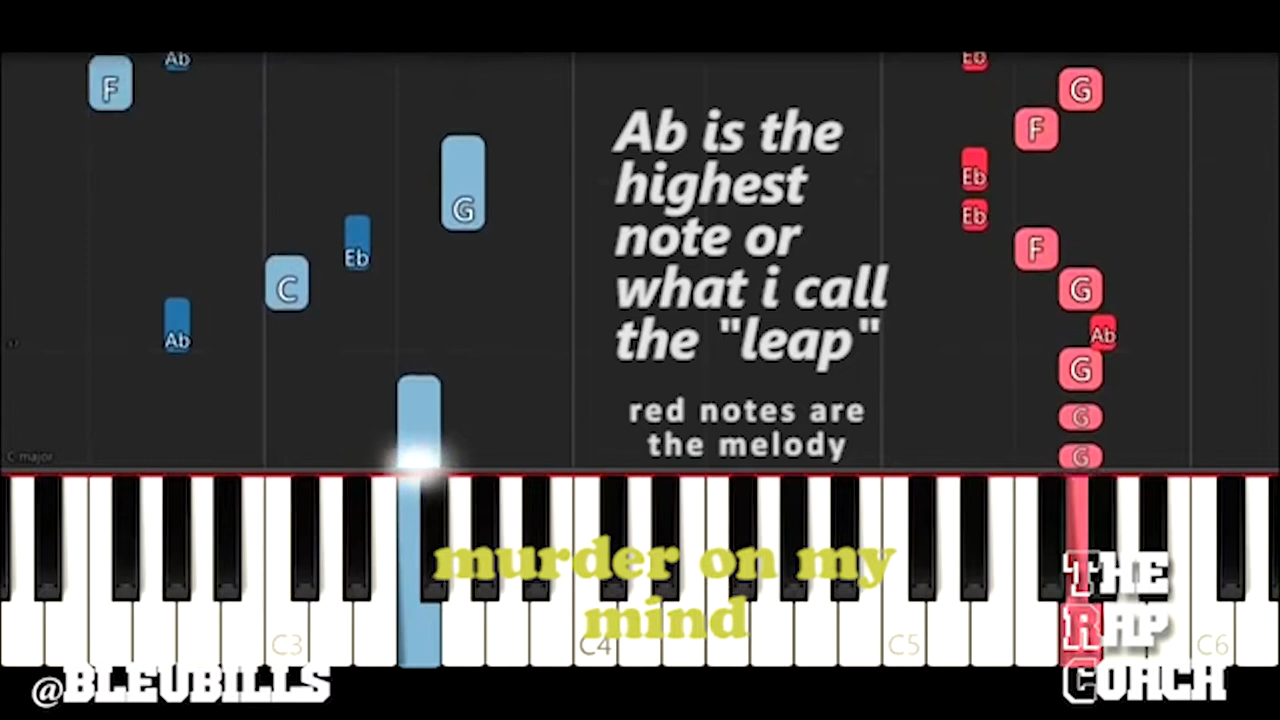 Ab
Eb
F
G
Ab is the
highest
note or
what i call
the "leap"
F
Eb
G
Eb
Eb
F
C
G
Ab
Ab
G
red notes are
the melody
G
C major
G
murder on my
mind
C3
C4
C5
C6
THE
RAP
COACH
@BLEUBILLS